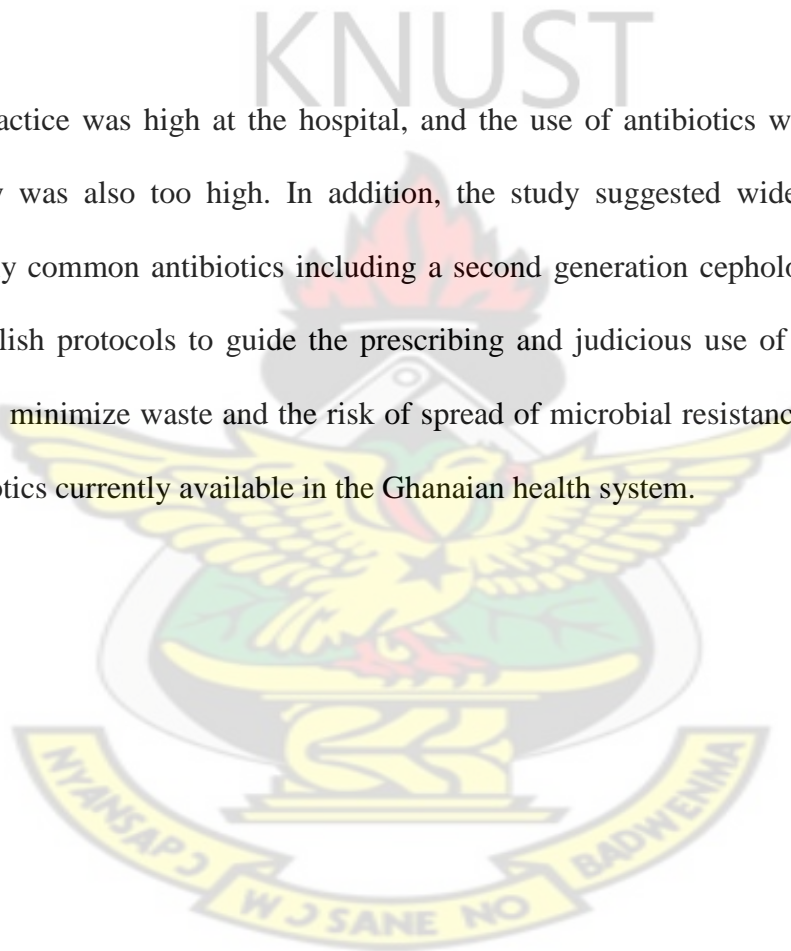 KNUST
actice was high at the hospital, and the use of antibiotics w
y was also too high. In addition, the study suggested wide
y common antibiotics including a second generation cepholo
lish protocols to guide the prescribing and judicious use of
minimize waste and the risk of spread of microbial resistanc
otics currently available in the Ghanaian health system.
NYANSAPƆ WƆ SANE NO BADWENMA